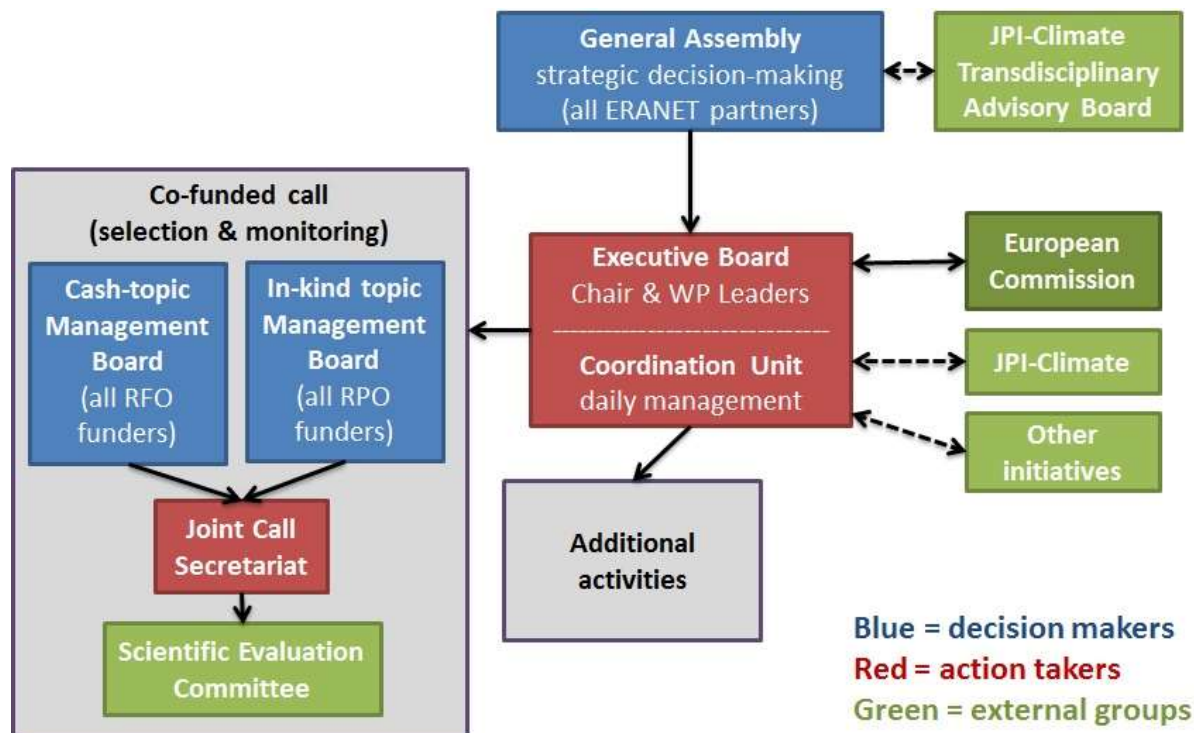 General Assembly
strategic decision-making
(all ERANET partners)
JPI-Climate
Transdisciplinary
Advisory Board
Co-funded call
(selection & monitoring)
Cash-topic
Management
Board
(all RFO
funders)
In-kind topic
Management
Board
(all RPO
funders)
Joint Call
Secretariat
Scientific Evaluation
Committee
Executive Board
Chair & WP Leaders
Coordination Unit
daily management
European
Commission
JPI-Climate
Other
initiatives
Additional
activities
Blue = decision makers
Red = action takers
Green = external groups